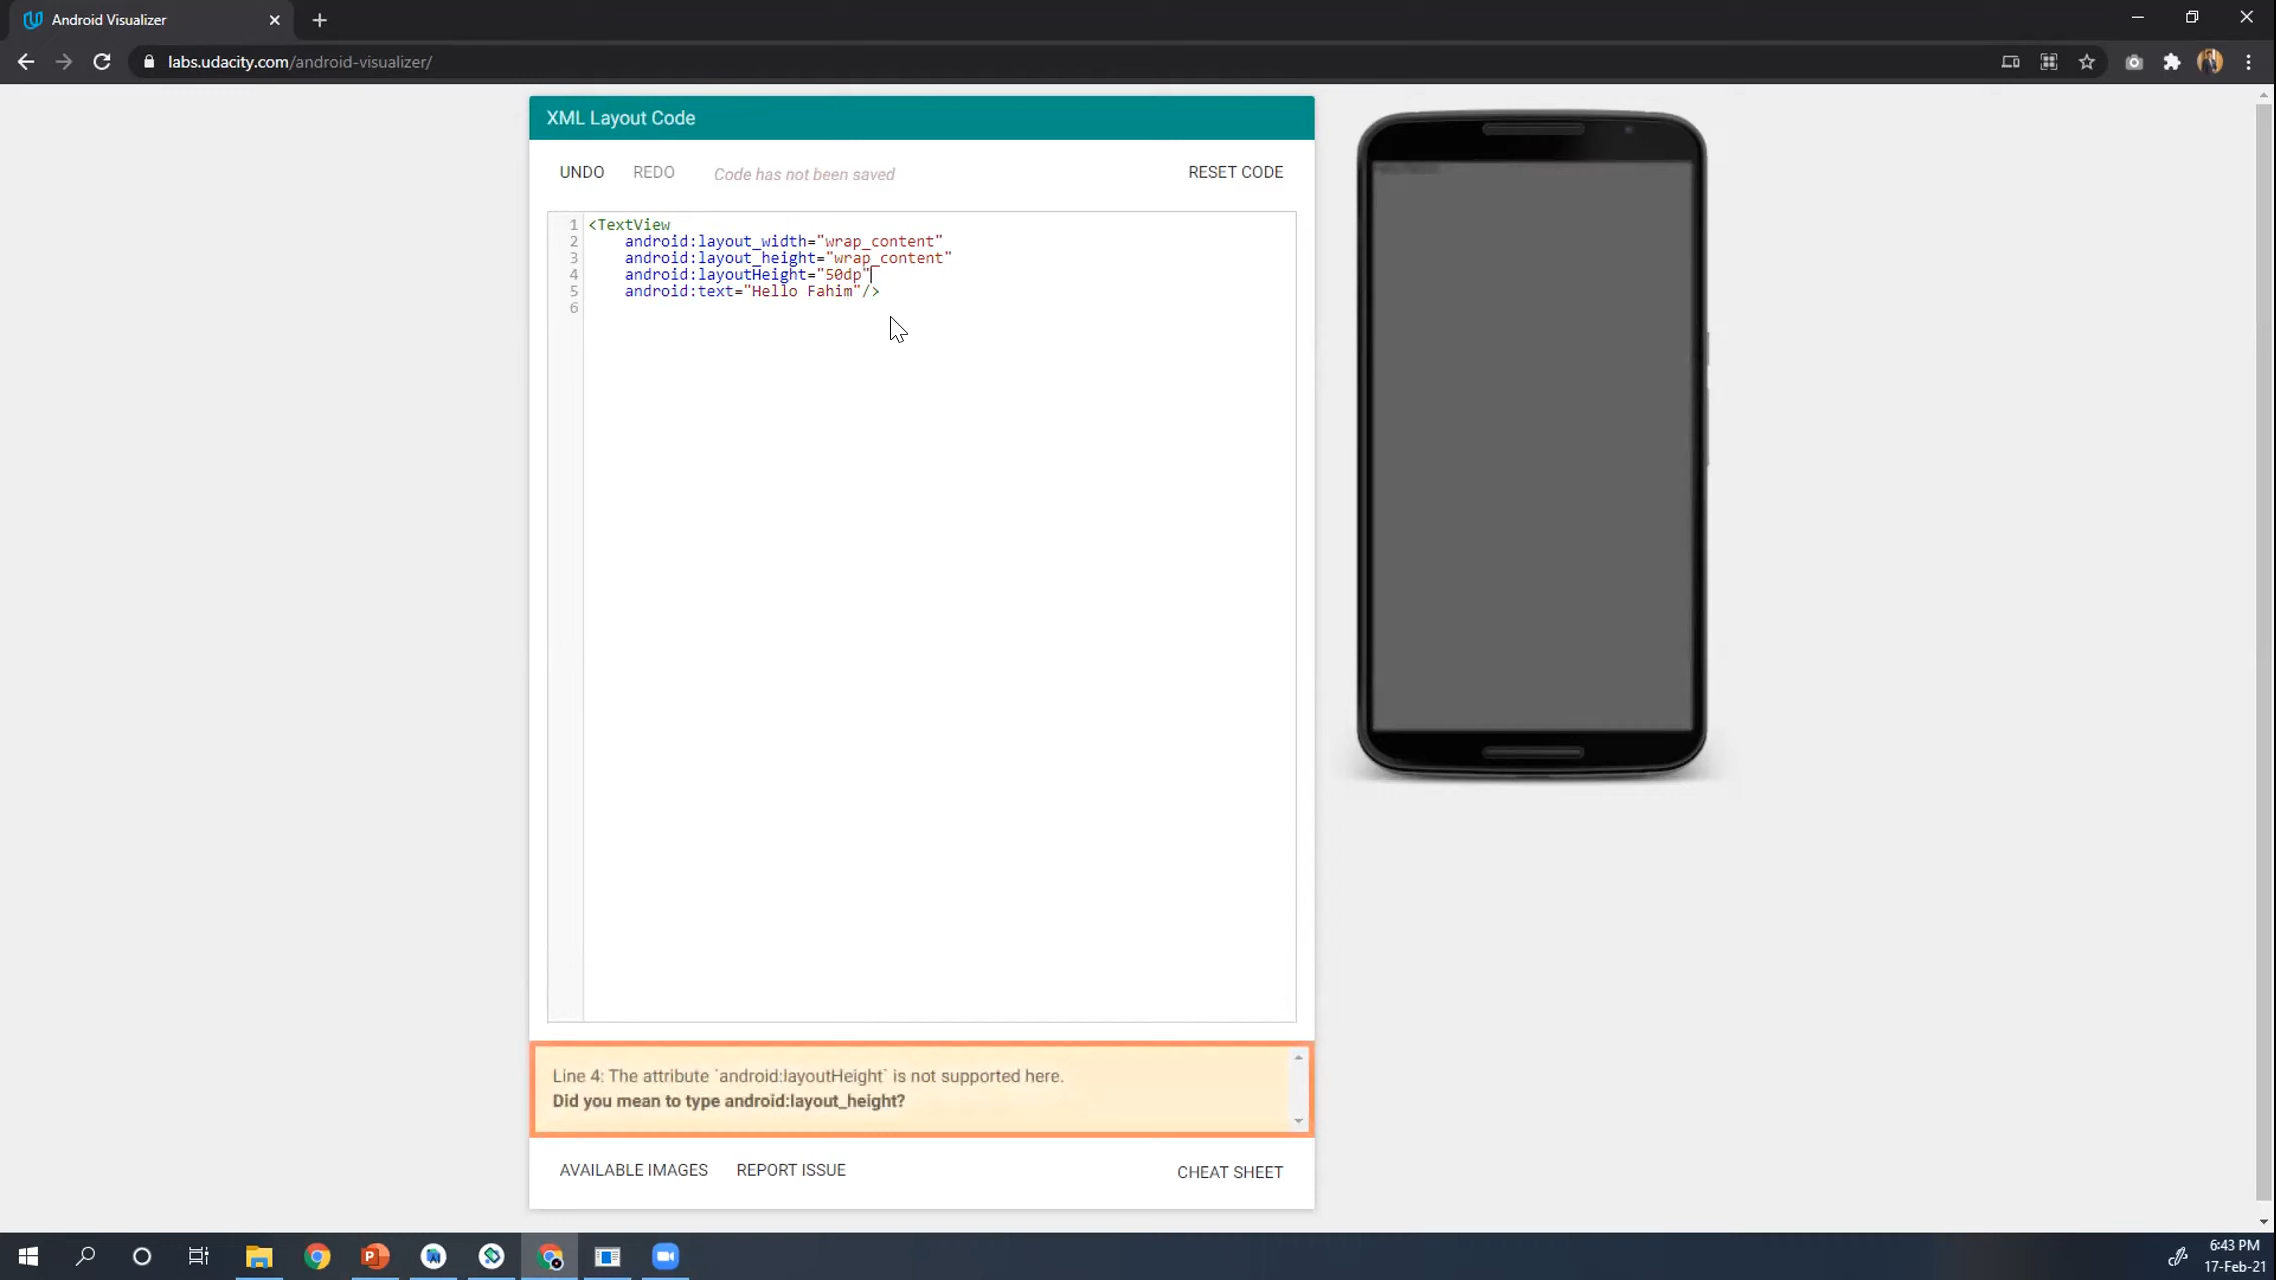 Android Visualizer
labs.udacity.com/android-visualizer/
XML Layout Code
UNDO REDO Code has not been saved RESET CODE
1 <TextView
2 android:layout_width="wrap_content"
3 android:layout_height="wrap_content"
4 android:layoutHeight="50dp"
5 android:text="Hello Fahim"/>
6
Line 4: The attribute `android:layoutHeight` is not supported here.
Did you mean to type android:layout_height?
AVAILABLE IMAGES REPORT ISSUE CHEAT SHEET
6:43 PM
17-Feb-21